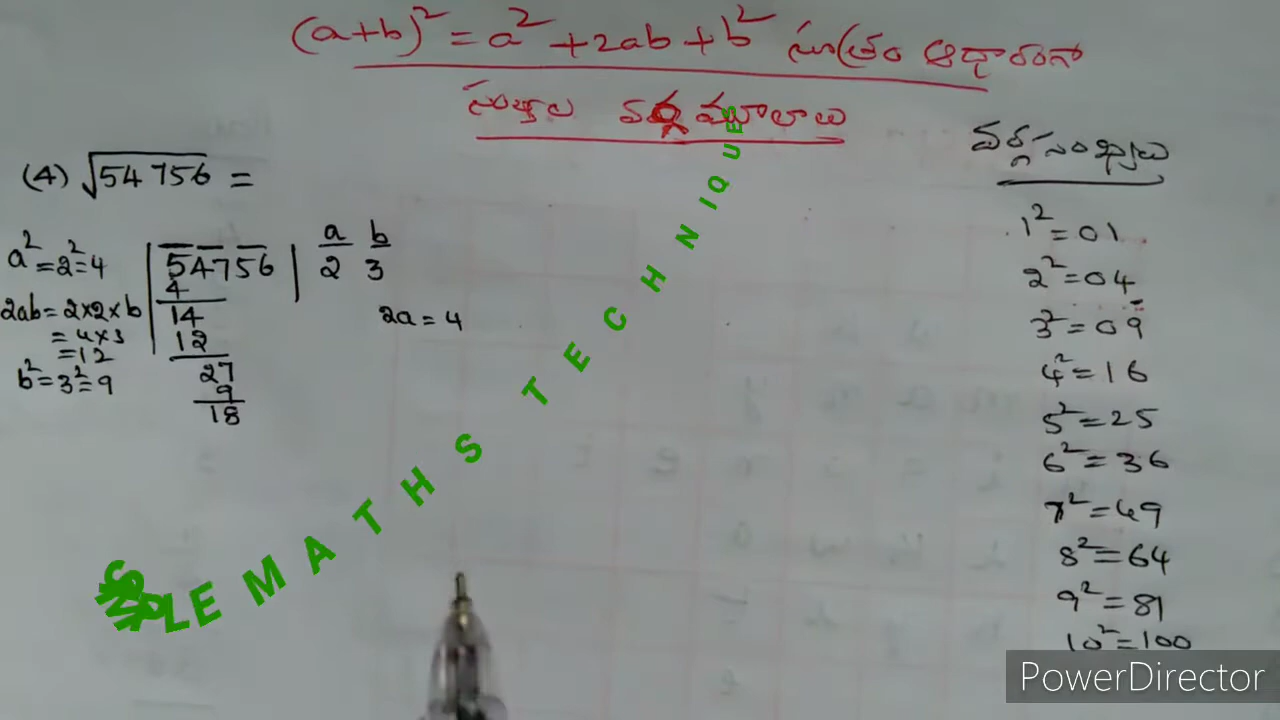 (a+b)² = a² + 2ab + b² సూత్రం ఆధారంగా
సంఖ్యల వర్గమూలాలు
(4) √54756 =
a² = 2² = 4
2ab = 2×2×b
= 4×3
= 12
b² = 3² = 9
54756
4
14
12
27
9
18
a b
2 3
2a = 4
వర్గసంఖ్యలు
1² = 01
2² = 04
3² = 09
4² = 16
5² = 25
6² = 36
7² = 49
8² = 64
9² = 81
10² = 100
MATHS TECHNIQUES
PowerDirector